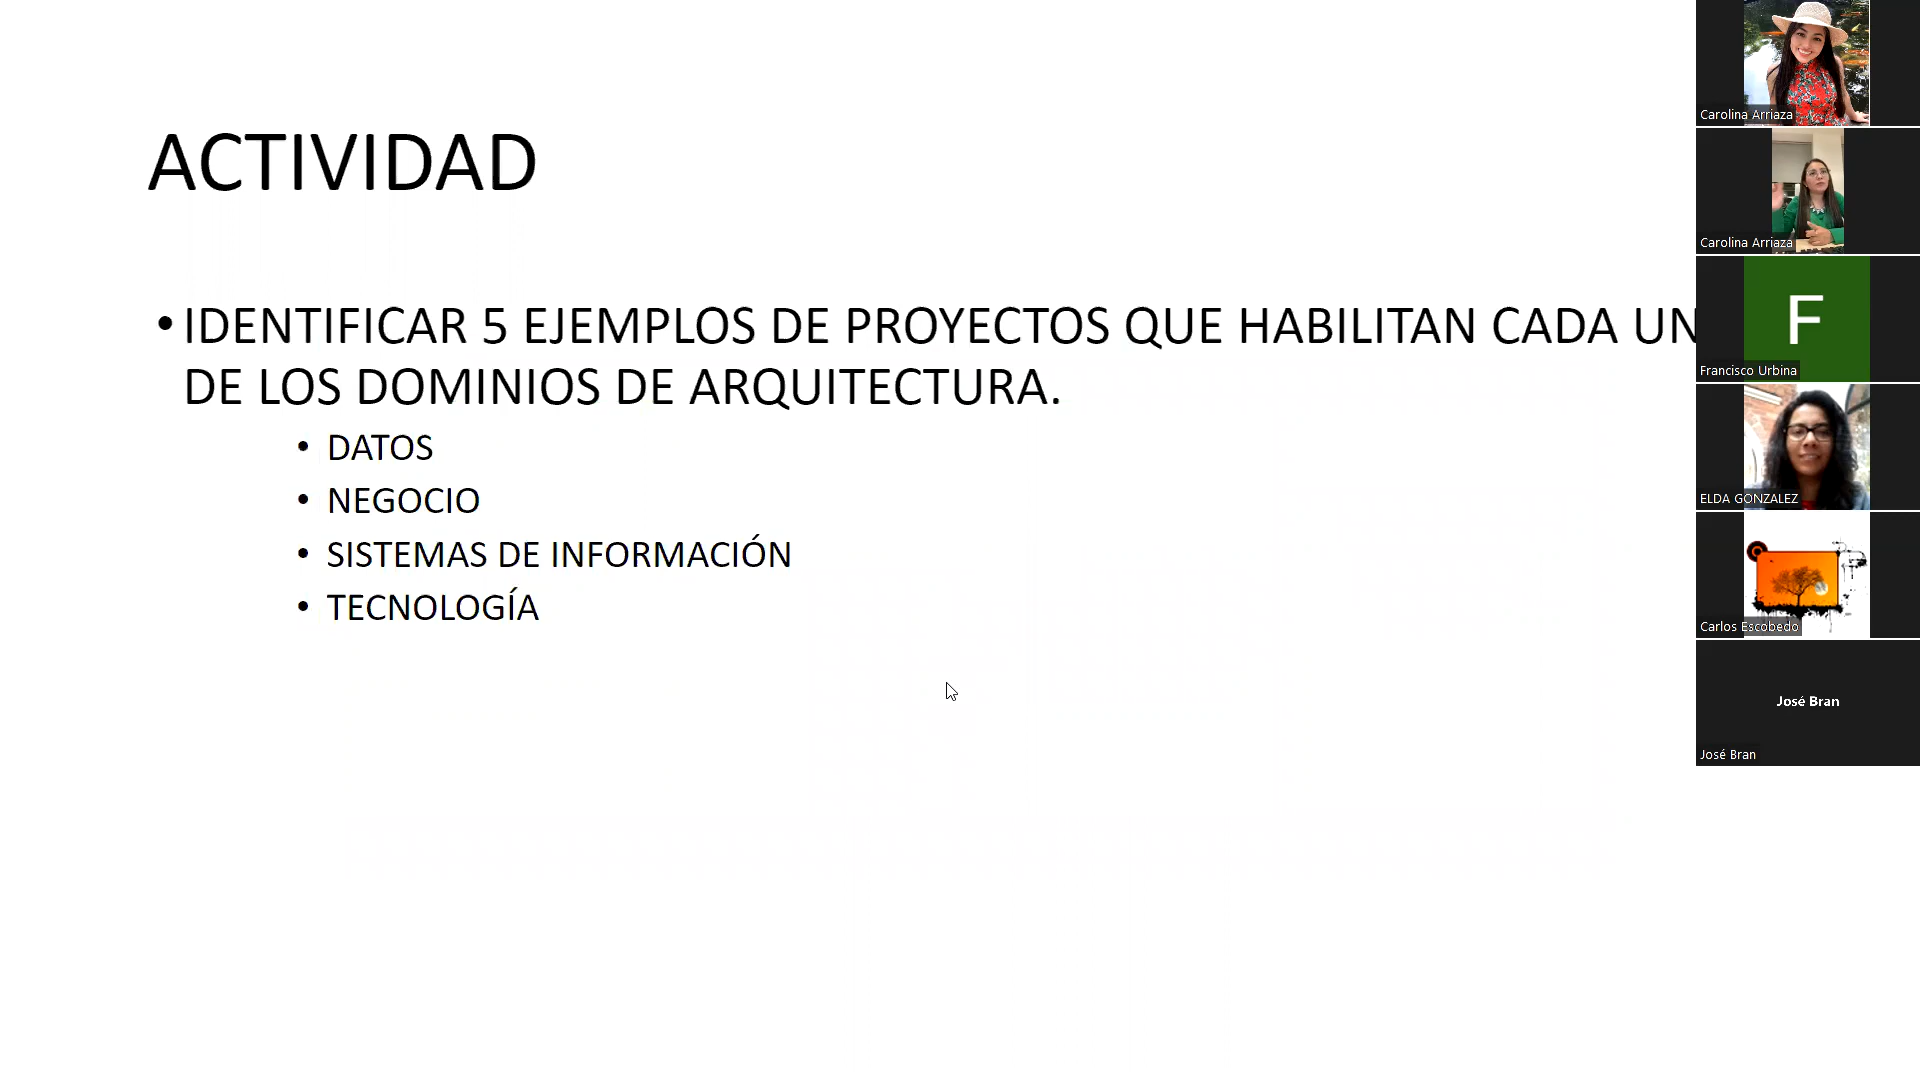 ACTIVIDAD
• IDENTIFICAR 5 EJEMPLOS DE PROYECTOS QUE HABILITAN CADA UN
DE LOS DOMINIOS DE ARQUITECTURA.
• DATOS
• NEGOCIO
• SISTEMAS DE INFORMACIÓN
• TECNOLOGÍA
Carolina Arriaza
Carolina Arriaza
F
Francisco Urbina
ELDA GONZALEZ
Carlos Escobedo
José Bran
José Bran